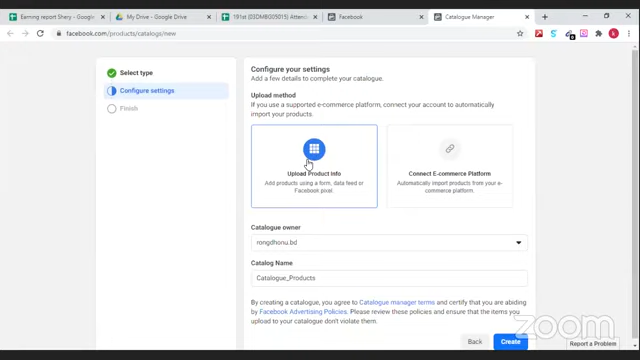 Earning report Shery - Google
My Drive - Google Drive
191st (03DMBG05015) Attend
Facebook
Catalogue Manager
facebook.com/products/catalogs/new
Select type
Configure settings
Finish
Configure your settings
Add a few details to complete your catalogue.
Upload method
If you use a supported e-commerce platform, connect your account to automatically
import your products.
Upload Product Info
Add products using a form, data feed or
Facebook pixel.
Connect E-commerce Platform
Automatically import products from your e-
commerce platform.
Catalogue owner
rongdhonu.bd
Catalog Name
Catalogue_Products
By creating a catalogue, you agree to Catalogue manager terms and certify that you are abiding
by Facebook Advertising Policies. Please review these policies and ensure that the items you
upload to your catalogue don't violate them.
Back
Create
zoom
Report a Problem